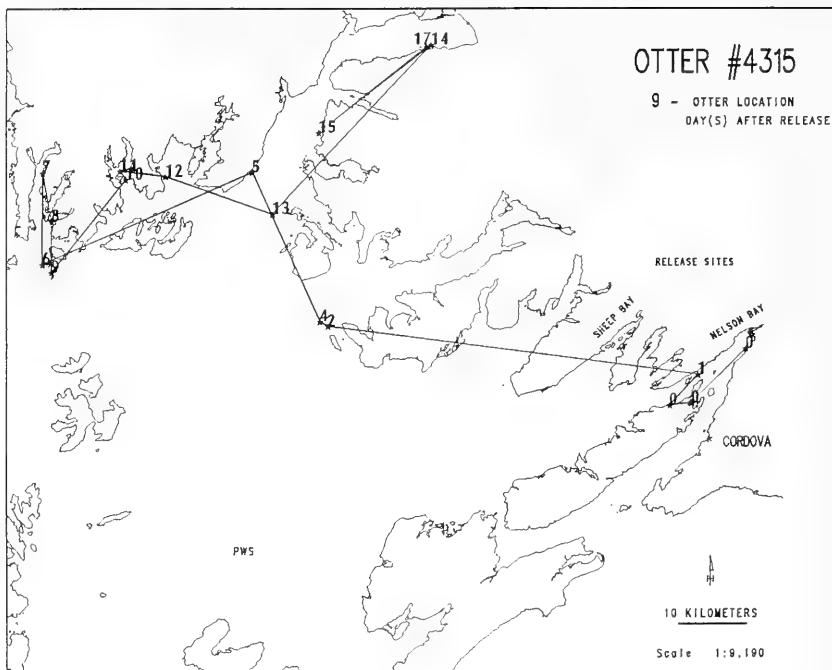 OTTER #4315
9 - OTTER LOCATION
DAY(S) AFTER RELEASE
1714
15
7
11
10
12
5
8
13
6
42
RELEASE SITES
SHEEP BAY
NELSON BAY
1
0
0
CORDOVA
PWS
N
10 KILOMETERS
Scale 1:9,190